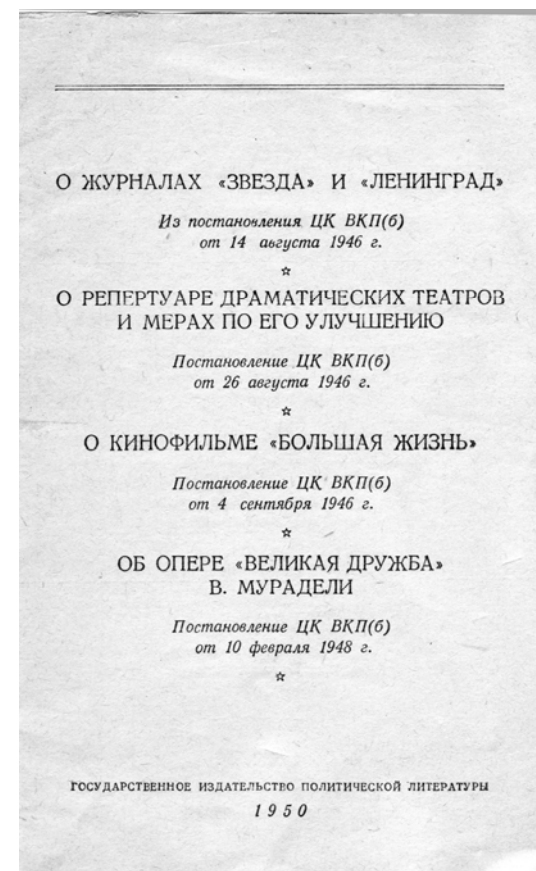 О ЖУРНАЛАХ «ЗВЕЗДА» И «ЛЕНИНГРАД»
Из постановления ЦК ВКП(б)
от 14 августа 1946 г.
☆
О РЕПЕРТУАРЕ ДРАМАТИЧЕСКИХ ТЕАТРОВ
И МЕРАХ ПО ЕГО УЛУЧШЕНИЮ
Постановление ЦК ВКП(б)
от 26 августа 1946 г.
☆
О КИНОФИЛЬМЕ «БОЛЬШАЯ ЖИЗНЬ»
Постановление ЦК ВКП(б)
от 4 сентября 1946 г.
☆
ОБ ОПЕРЕ «ВЕЛИКАЯ ДРУЖБА»
В. МУРАДЕЛИ
Постановление ЦК ВКП(б)
от 10 февраля 1948 г.
☆
ГОСУДАРСТВЕННОЕ ИЗДАТЕЛЬСТВО ПОЛИТИЧЕСКОЙ ЛИТЕРАТУРЫ
1950